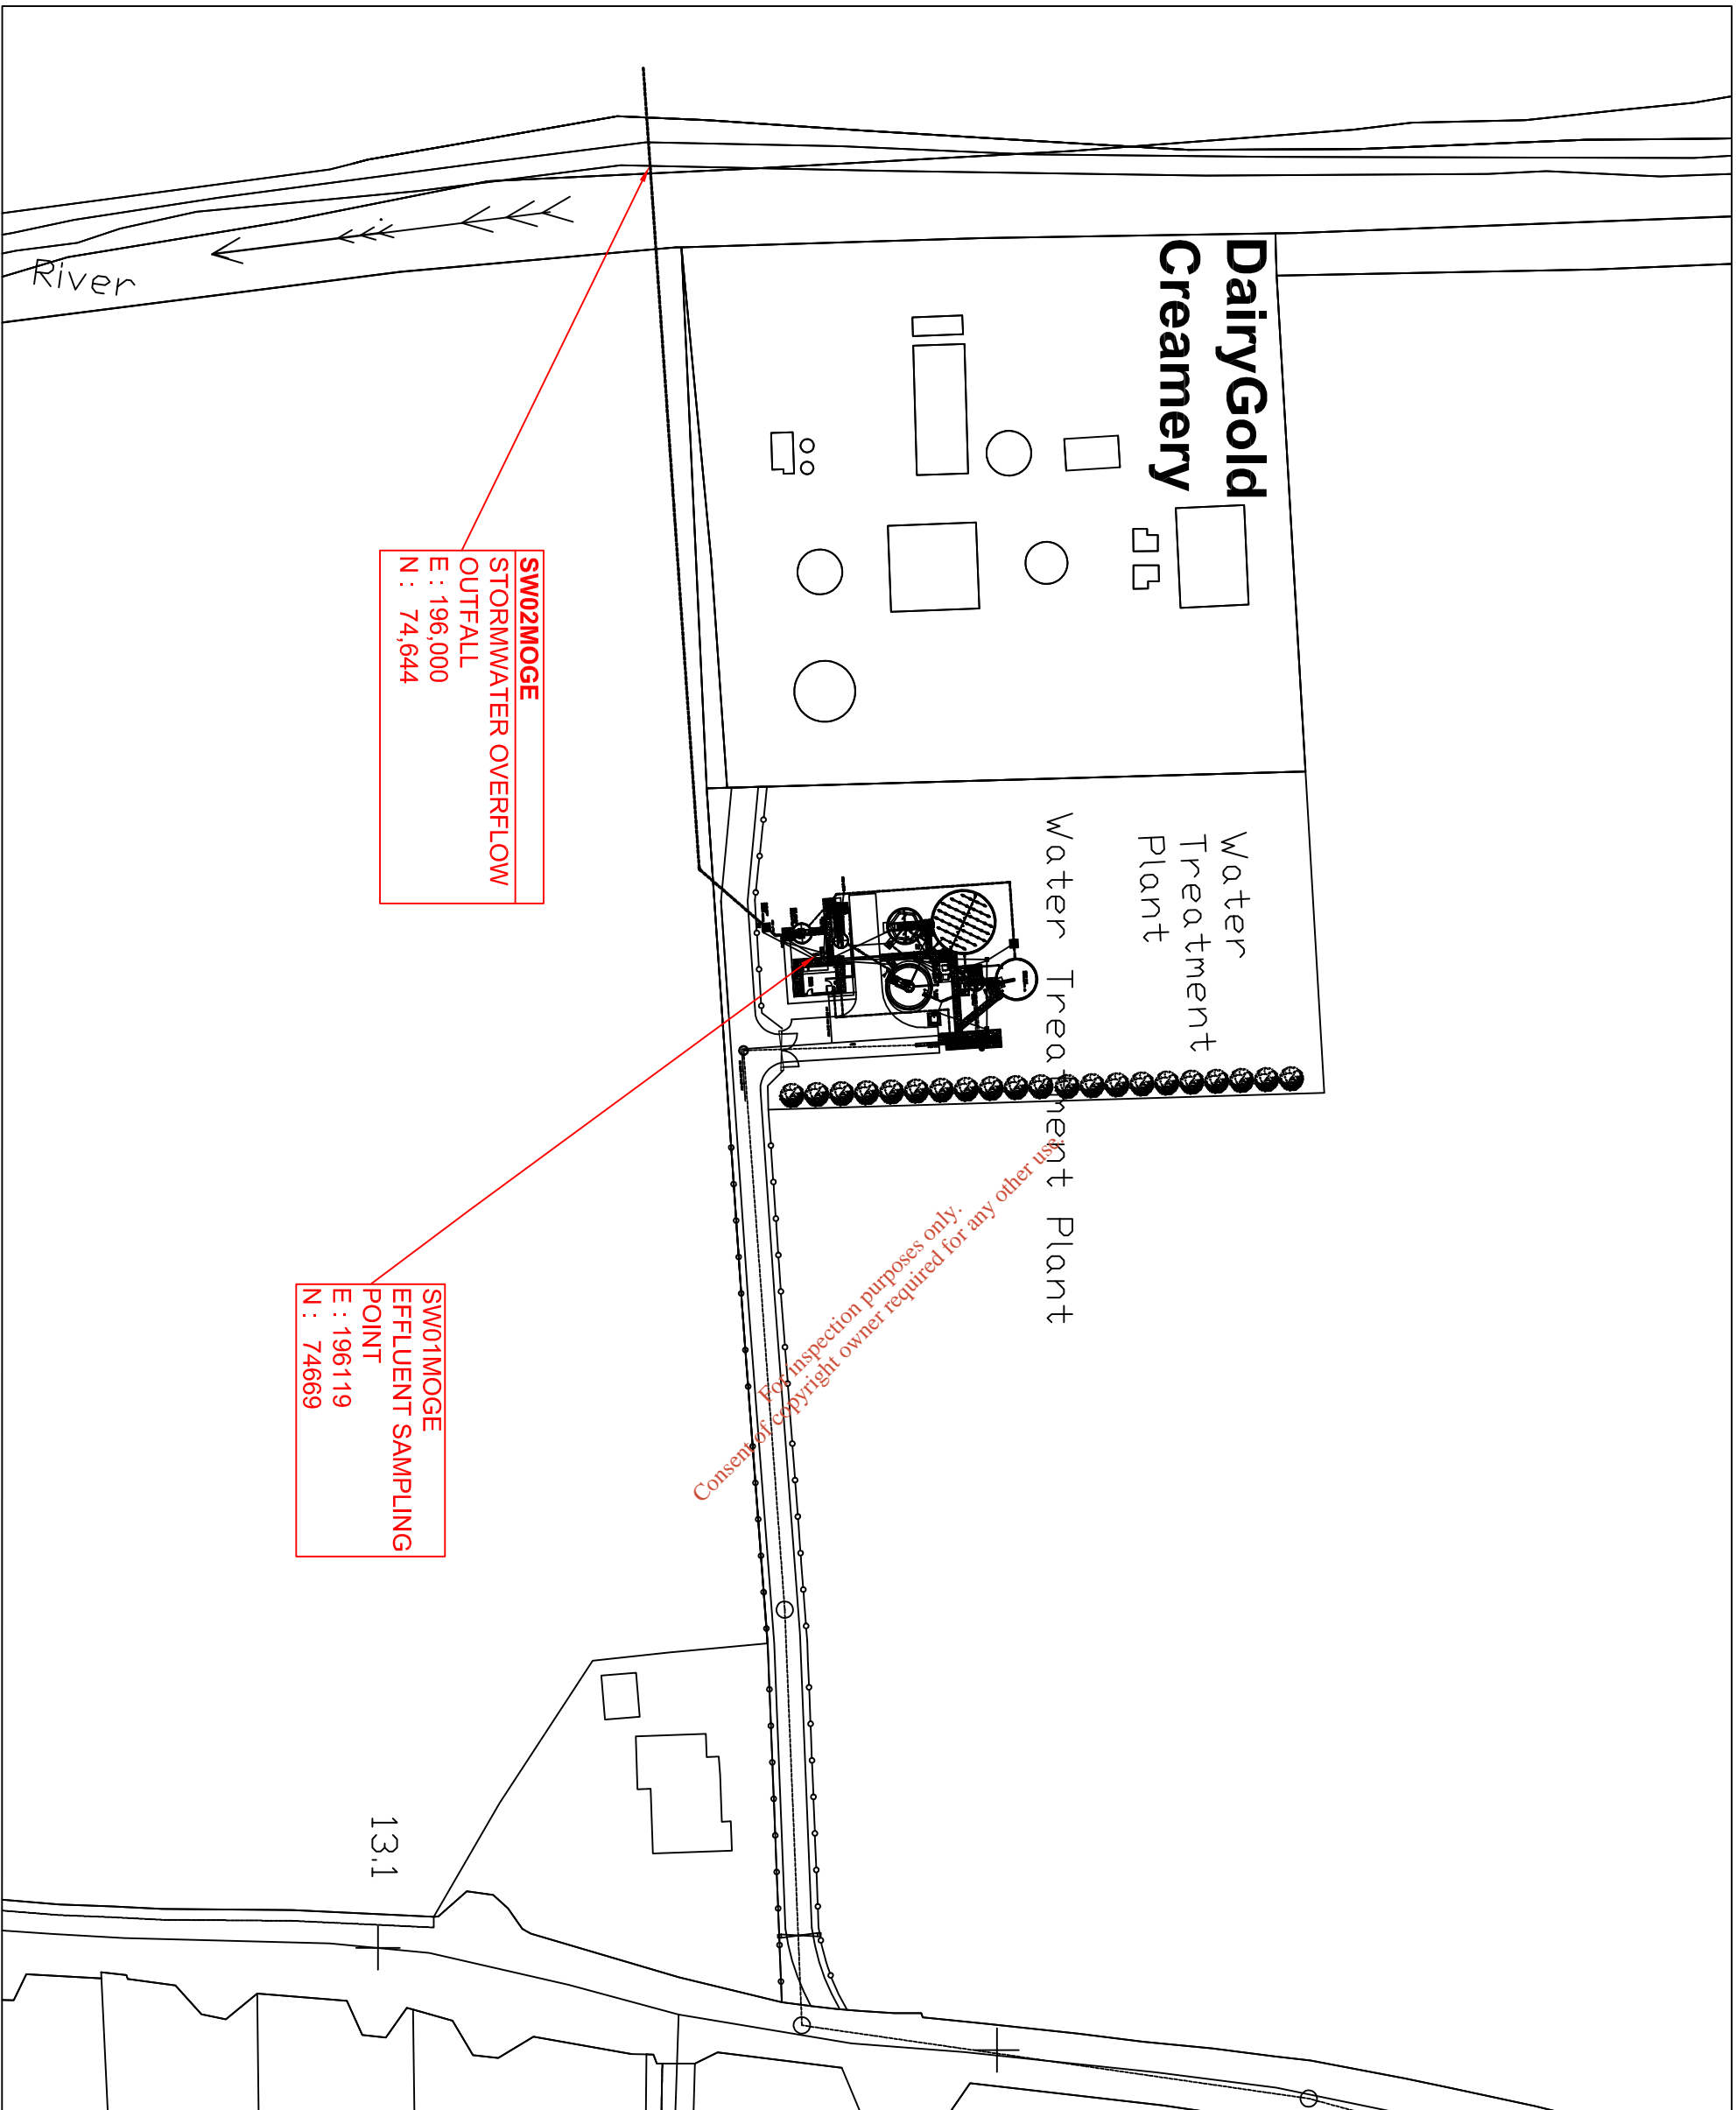 DairyGold
Creamery
River
SW02MOGE
STORMWATER OVERFLOW
OUTFALL
E : 196,000
N :  74,644
Water
Treatment
Plant
Water Treatment Plant
SW01MOGE
EFFLUENT SAMPLING
POINT
E : 196119
N :  74669
For inspection purposes only.
Consent of copyright owner required for any other use.
13.1